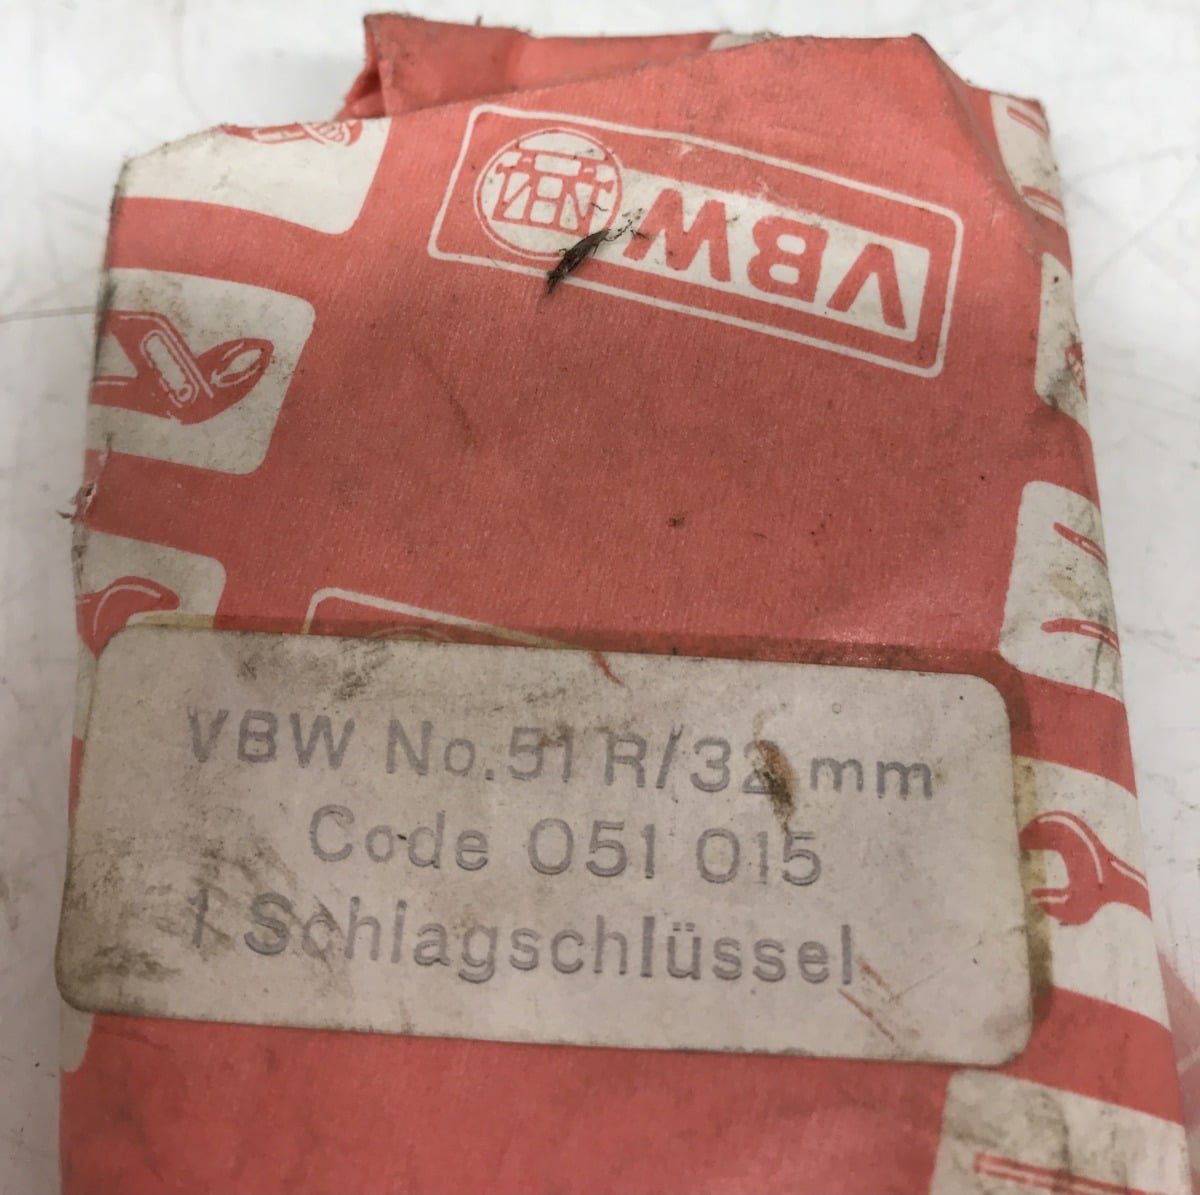 VBW
VBW No. 51 R/32 mm
Code 051 015
1 Schlagschlüssel